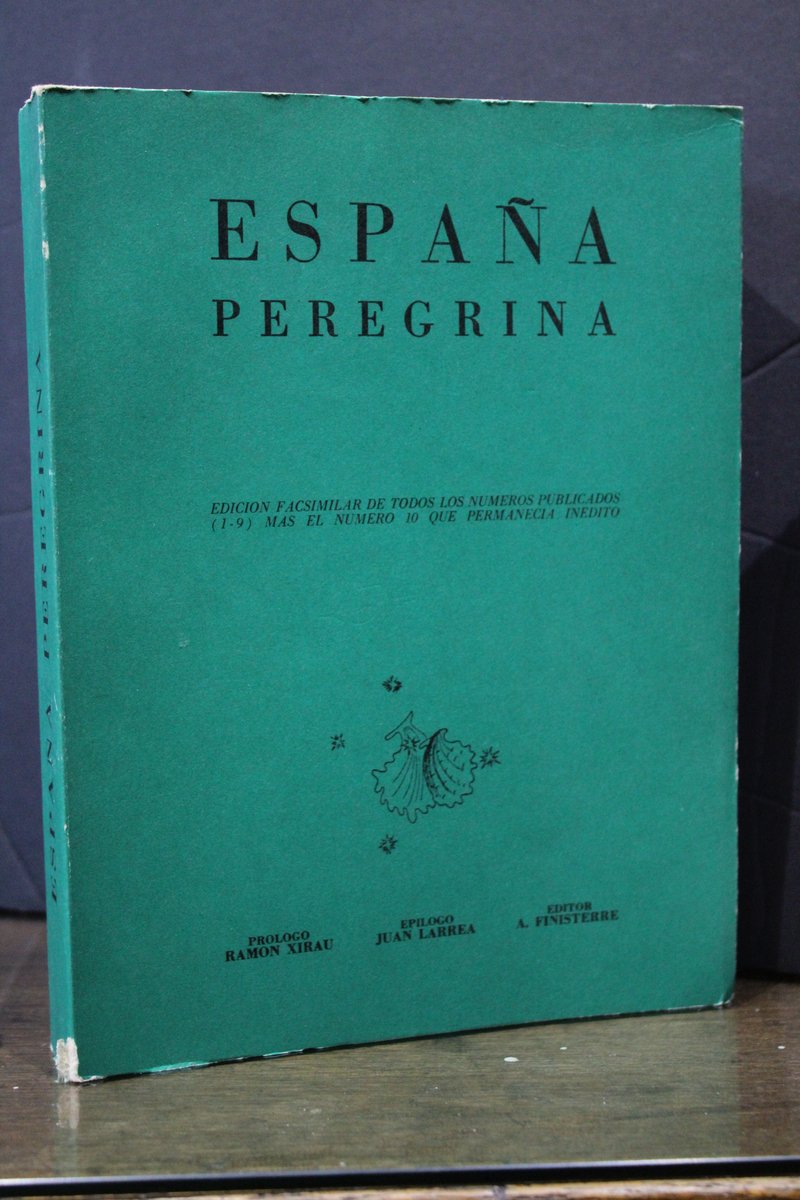 ESPAÑA
PEREGRINA
EDICION FACSIMILAR DE TODOS LOS NUMEROS PUBLICADOS
(1-9) MAS EL NUMERO 10 QUE PERMANECIA INEDITO
PROLOGO
RAMON XIRAU
EPILOGO
JUAN LARREA
EDITOR
A. FINISTERRE
ESPAÑA PEREGRINA